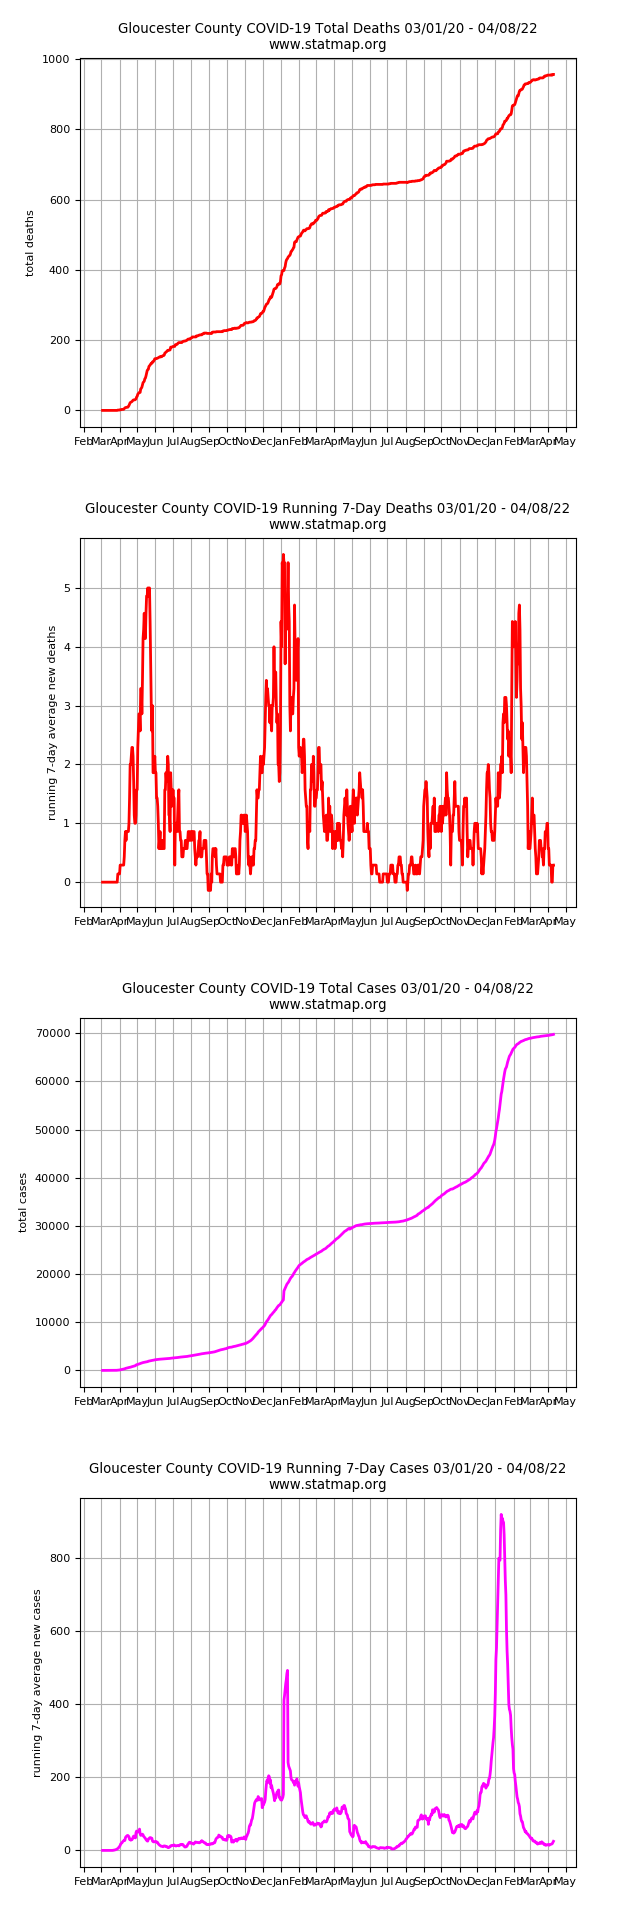 Gloucester County COVID-19 Total Deaths 03/01/20 - 04/08/22
www.statmap.org
1000
800
600
400
200
0
total deaths
Feb Mar Apr May Jun Jul Aug Sep Oct Nov Dec Jan Feb Mar Apr May Jun Jul Aug Sep Oct Nov Dec Jan Feb Mar Apr May
Gloucester County COVID-19 Running 7-Day Deaths 03/01/20 - 04/08/22
www.statmap.org
5
4
3
2
1
0
running 7-day average new deaths
Feb Mar Apr May Jun Jul Aug Sep Oct Nov Dec Jan Feb Mar Apr May Jun Jul Aug Sep Oct Nov Dec Jan Feb Mar Apr May
Gloucester County COVID-19 Total Cases 03/01/20 - 04/08/22
www.statmap.org
70000
60000
50000
40000
30000
20000
10000
0
total cases
Feb Mar Apr May Jun Jul Aug Sep Oct Nov Dec Jan Feb Mar Apr May Jun Jul Aug Sep Oct Nov Dec Jan Feb Mar Apr May
Gloucester County COVID-19 Running 7-Day Cases 03/01/20 - 04/08/22
www.statmap.org
800
600
400
200
0
running 7-day average new cases
Feb Mar Apr May Jun Jul Aug Sep Oct Nov Dec Jan Feb Mar Apr May Jun Jul Aug Sep Oct Nov Dec Jan Feb Mar Apr May